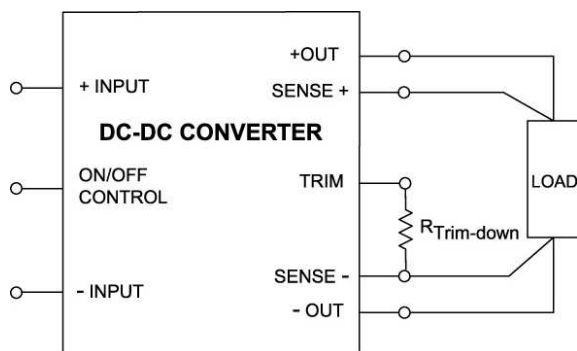 +OUT
+ INPUT
SENSE +
DC-DC CONVERTER
ON/OFF
CONTROL
TRIM
LOAD
RTrim-down
SENSE -
- INPUT
- OUT